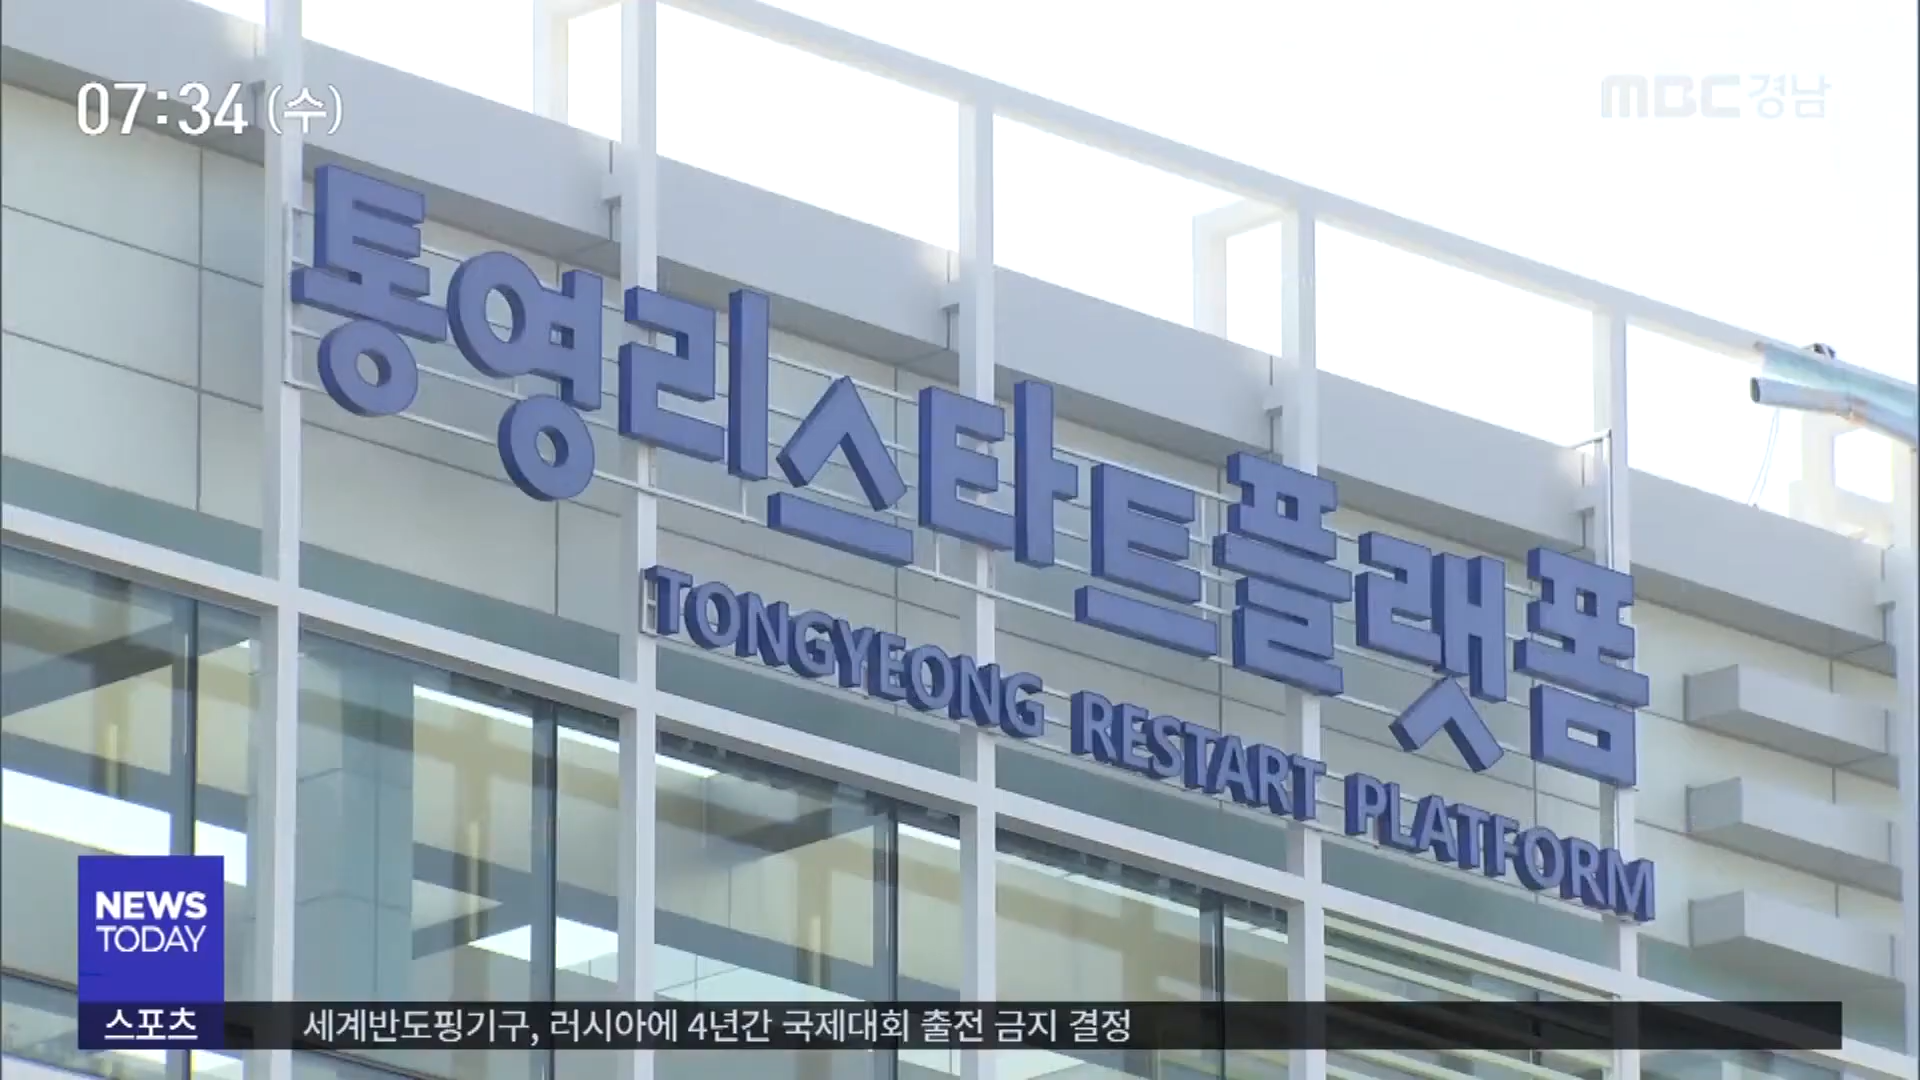 07:34 (수)
MBC경남
통영리스타트플랫폼
TONGYEONG RESTART PLATFORM
NEWS
TODAY
스포츠
세계반도핑기구, 러시아에 4년간 국제대회 출전 금지 결정